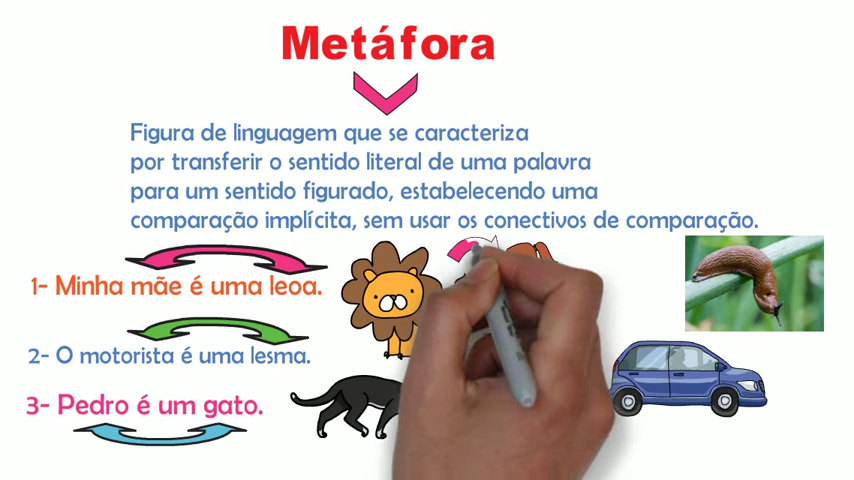 Metáfora
Figura de linguagem que se caracteriza
por transferir o sentido literal de uma palavra
para um sentido figurado, estabelecendo uma
comparação implícita, sem usar os conectivos de comparação.
1- Minha mãe é uma leoa.
2- O motorista é uma lesma.
3- Pedro é um gato.